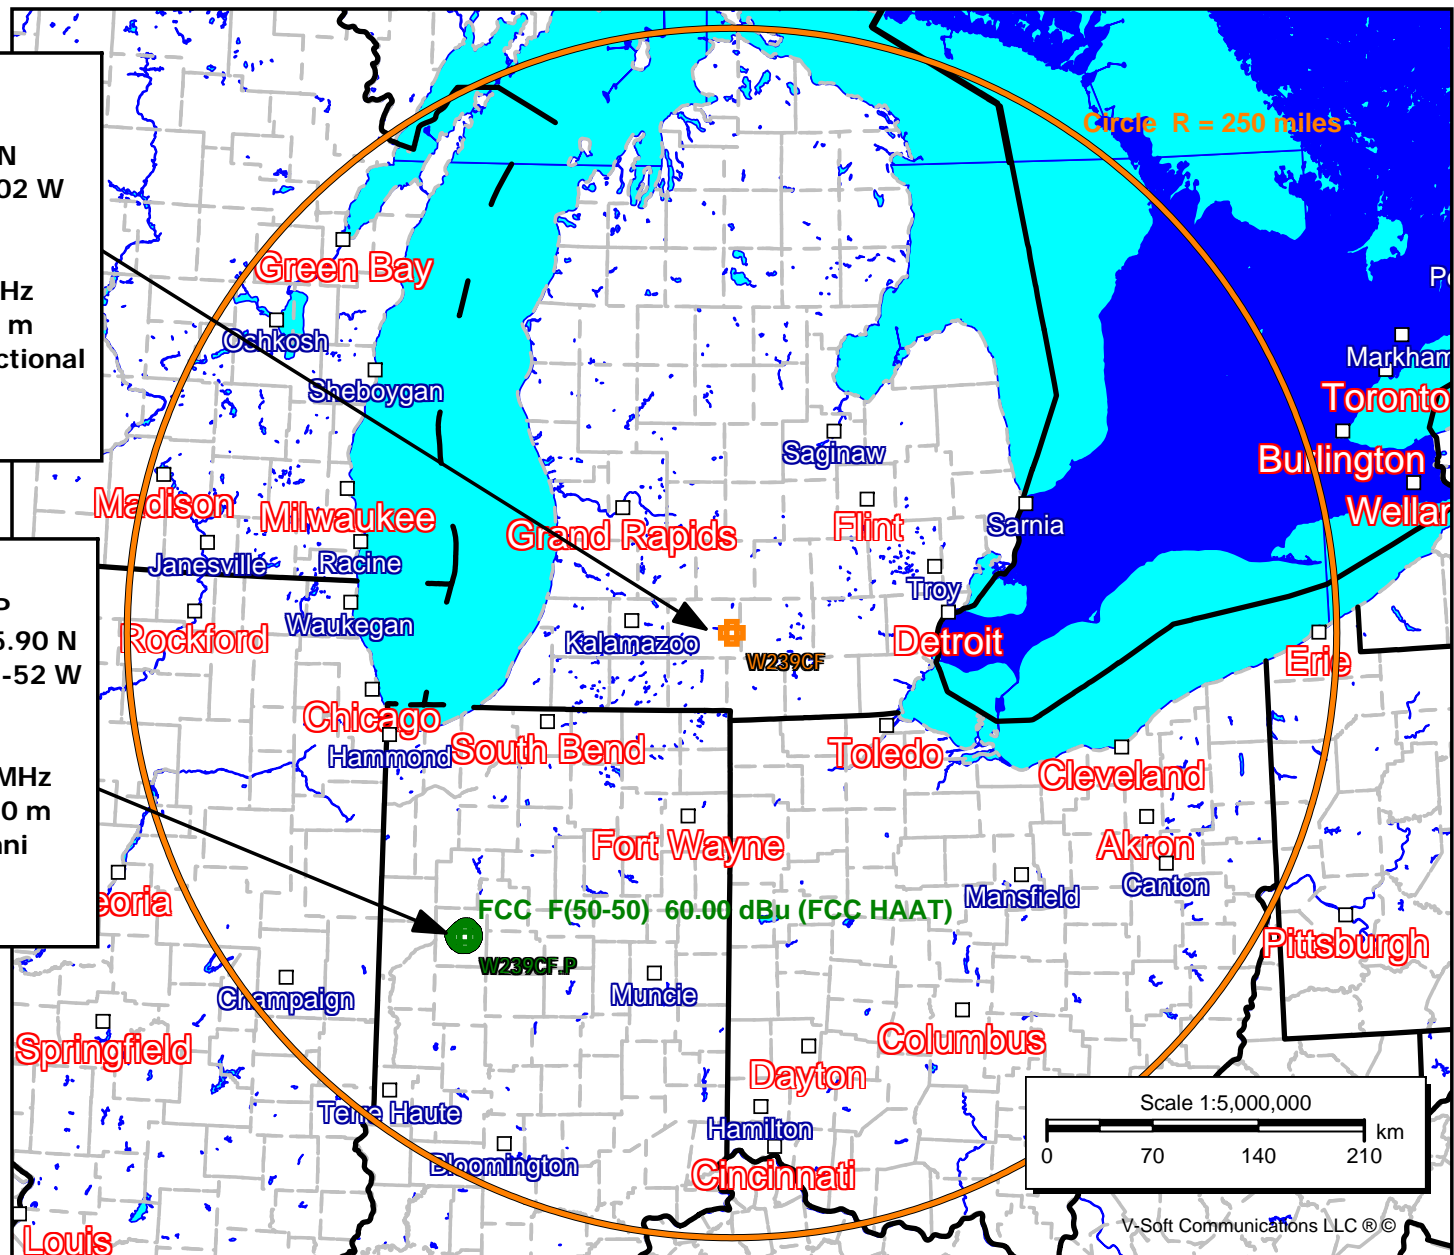 N
02 W
Hz
m
ctional
Circle R = 250 miles
Green Bay
Oshkosh
Sheboygan
Markham
Toronto
Saginaw
Burlington
Madison
Milwaukee
Grand Rapids
Flint
Sarnia
Wellar
Janesville
Racine
Troy
P
5.90 N
-52 W
MHz
0 m
Rockford
Waukegan
Kalamazoo
W239CF
Detroit
Erie
Chicago
Hammond
South Bend
Toledo
Cleveland
Fort Wayne
Akron
Mansfield
Canton
eoria
FCC F(50-50) 60.00 dBu (FCC HAAT)
W239CF.P
Pittsburgh
Champaign
Muncie
Springfield
Columbus
Dayton
Terre Haute
Hamilton
Bloomington
Cincinnati
Louis
Scale 1:5,000,000
km
0 70 140 210
V-Soft Communications LLC ® ©